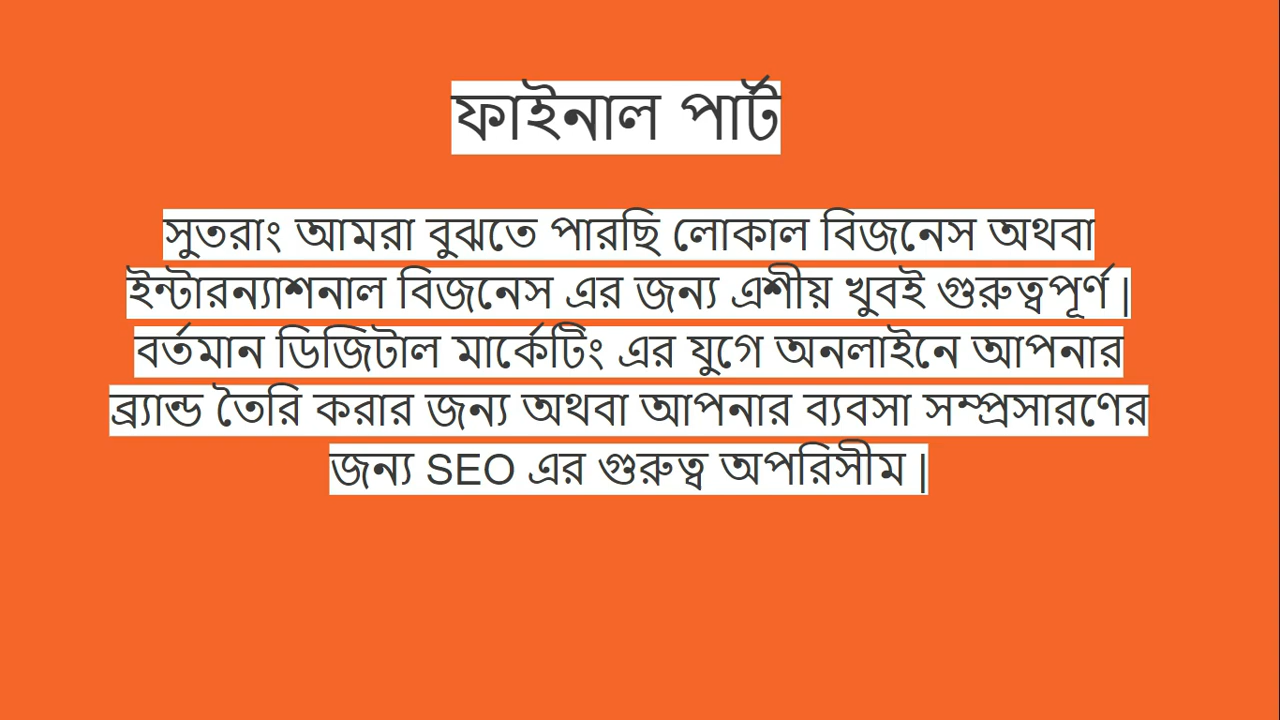 ফাইনাল পার্ট
সুতরাং আমরা বুঝতে পারছি লোকাল বিজনেস অথবা
ইন্টারন্যাশনাল বিজনেস এর জন্য এশীয় খুবই গুরুত্বপূর্ণ |
বর্তমান ডিজিটাল মার্কেটিং এর যুগে অনলাইনে আপনার
ব্র্যান্ড তৈরি করার জন্য অথবা আপনার ব্যবসা সম্প্রসারণের
জন্য SEO এর গুরুত্ব অপরিসীম |